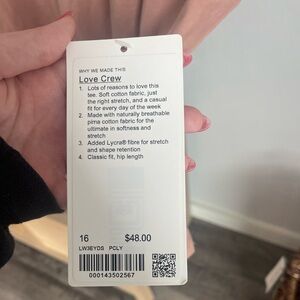 WHY WE MADE THIS
Love Crew
1. Lots of reasons to love this
tee. Soft cotton fabric, just
the right stretch, and a casual
fit for every day of the week
2. Made with naturally breathable
pima cotton fabric for the
ultimate in softness and
stretch
3. Added Lycra® fibre for stretch
and shape retention
4. Classic fit, hip length
16 $48.00
LW3EYDS PCLY
000143502567